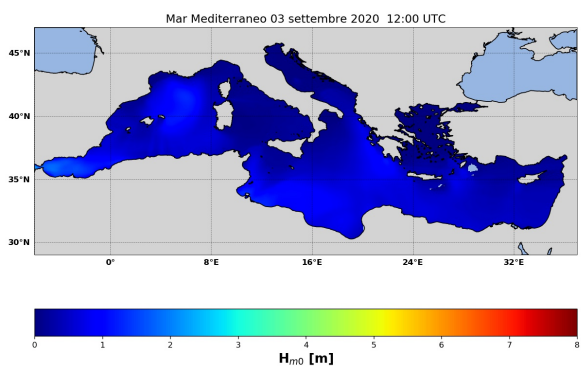 Mar Mediterraneo 03 settembre 2020  12:00 UTC
45°N
40°N
35°N
30°N
0° 8°E 16°E 24°E 32°E
0 1 2 3 4 5 6 7 8
Hm0 [m]